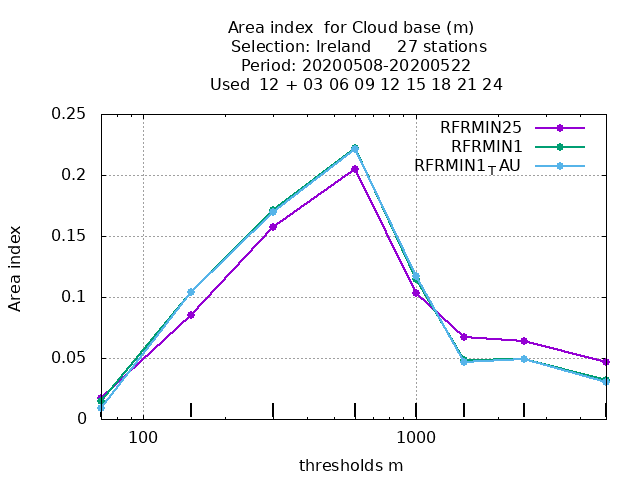 Area index  for Cloud base (m)
Selection: Ireland     27 stations
Period: 20200508-20200522
Used  12 + 03 06 09 12 15 18 21 24
RFRMIN25
RFRMIN1
RFRMIN1TAU
0.25
0.2
0.15
0.1
0.05
0
Area index
100
1000
thresholds m